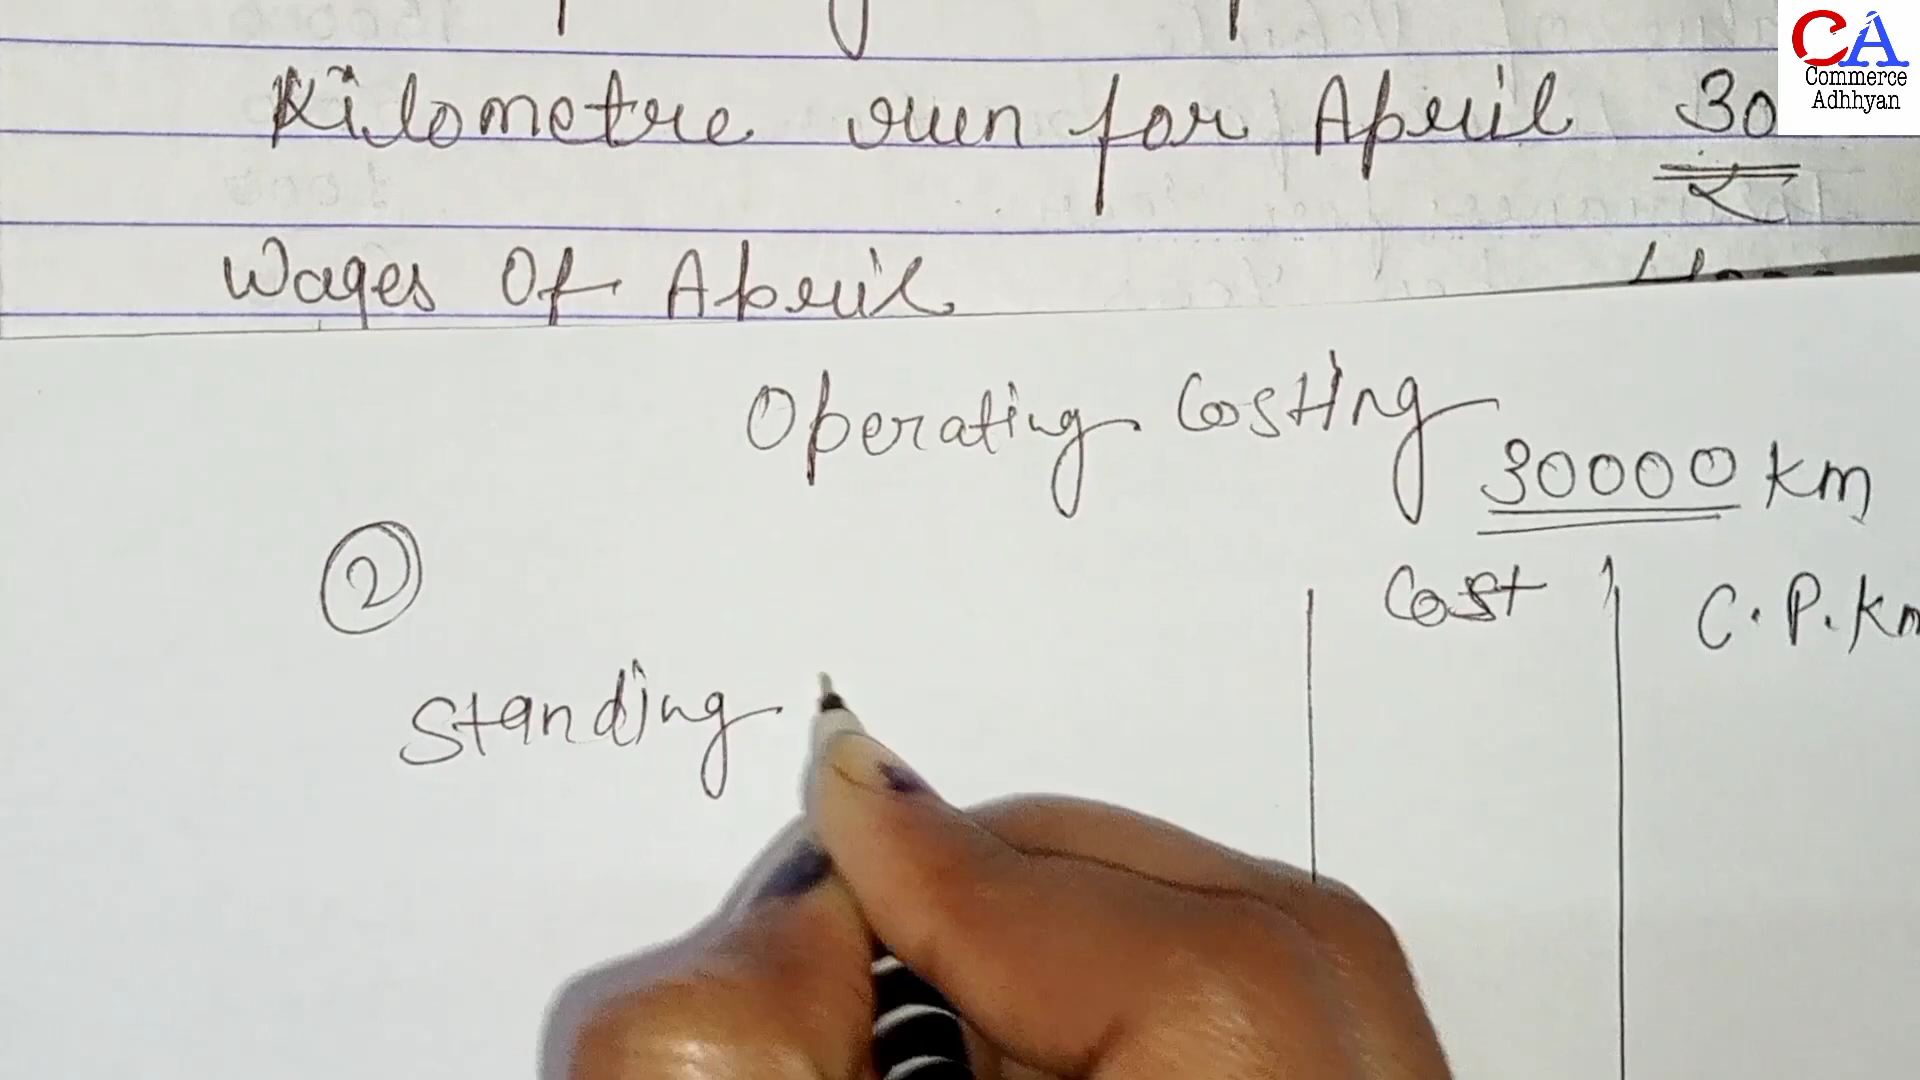 CA
Commerce
Adhhyan
Kilometre run for April 30
₹
Wages Of April
Operating Costing
30000 km
2
Cost C.P.Km
Standing